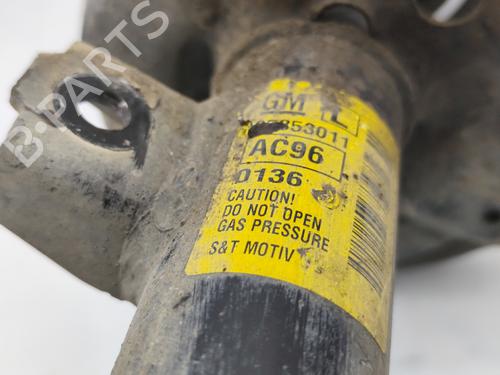 B-Parts
GM
AC96
0136
CAUTION!
DO NOT OPEN
GAS PRESSURE
S&T MOTIV